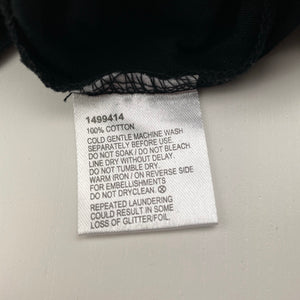 1499414
100% COTTON
COLD GENTLE MACHINE WASH
SEPARATELY BEFORE USE.
DO NOT SOAK / DO NOT BLEACH
LINE DRY WITHOUT DELAY.
DO NOT TUMBLE DRY.
WARM IRON / ON REVERSE SIDE
FOR EMBELLISHMENTS
DO NOT DRYCLEAN. ⓧ
REPEATED LAUNDERING
COULD RESULT IN SOME
LOSS OF GLITTER/FOIL.